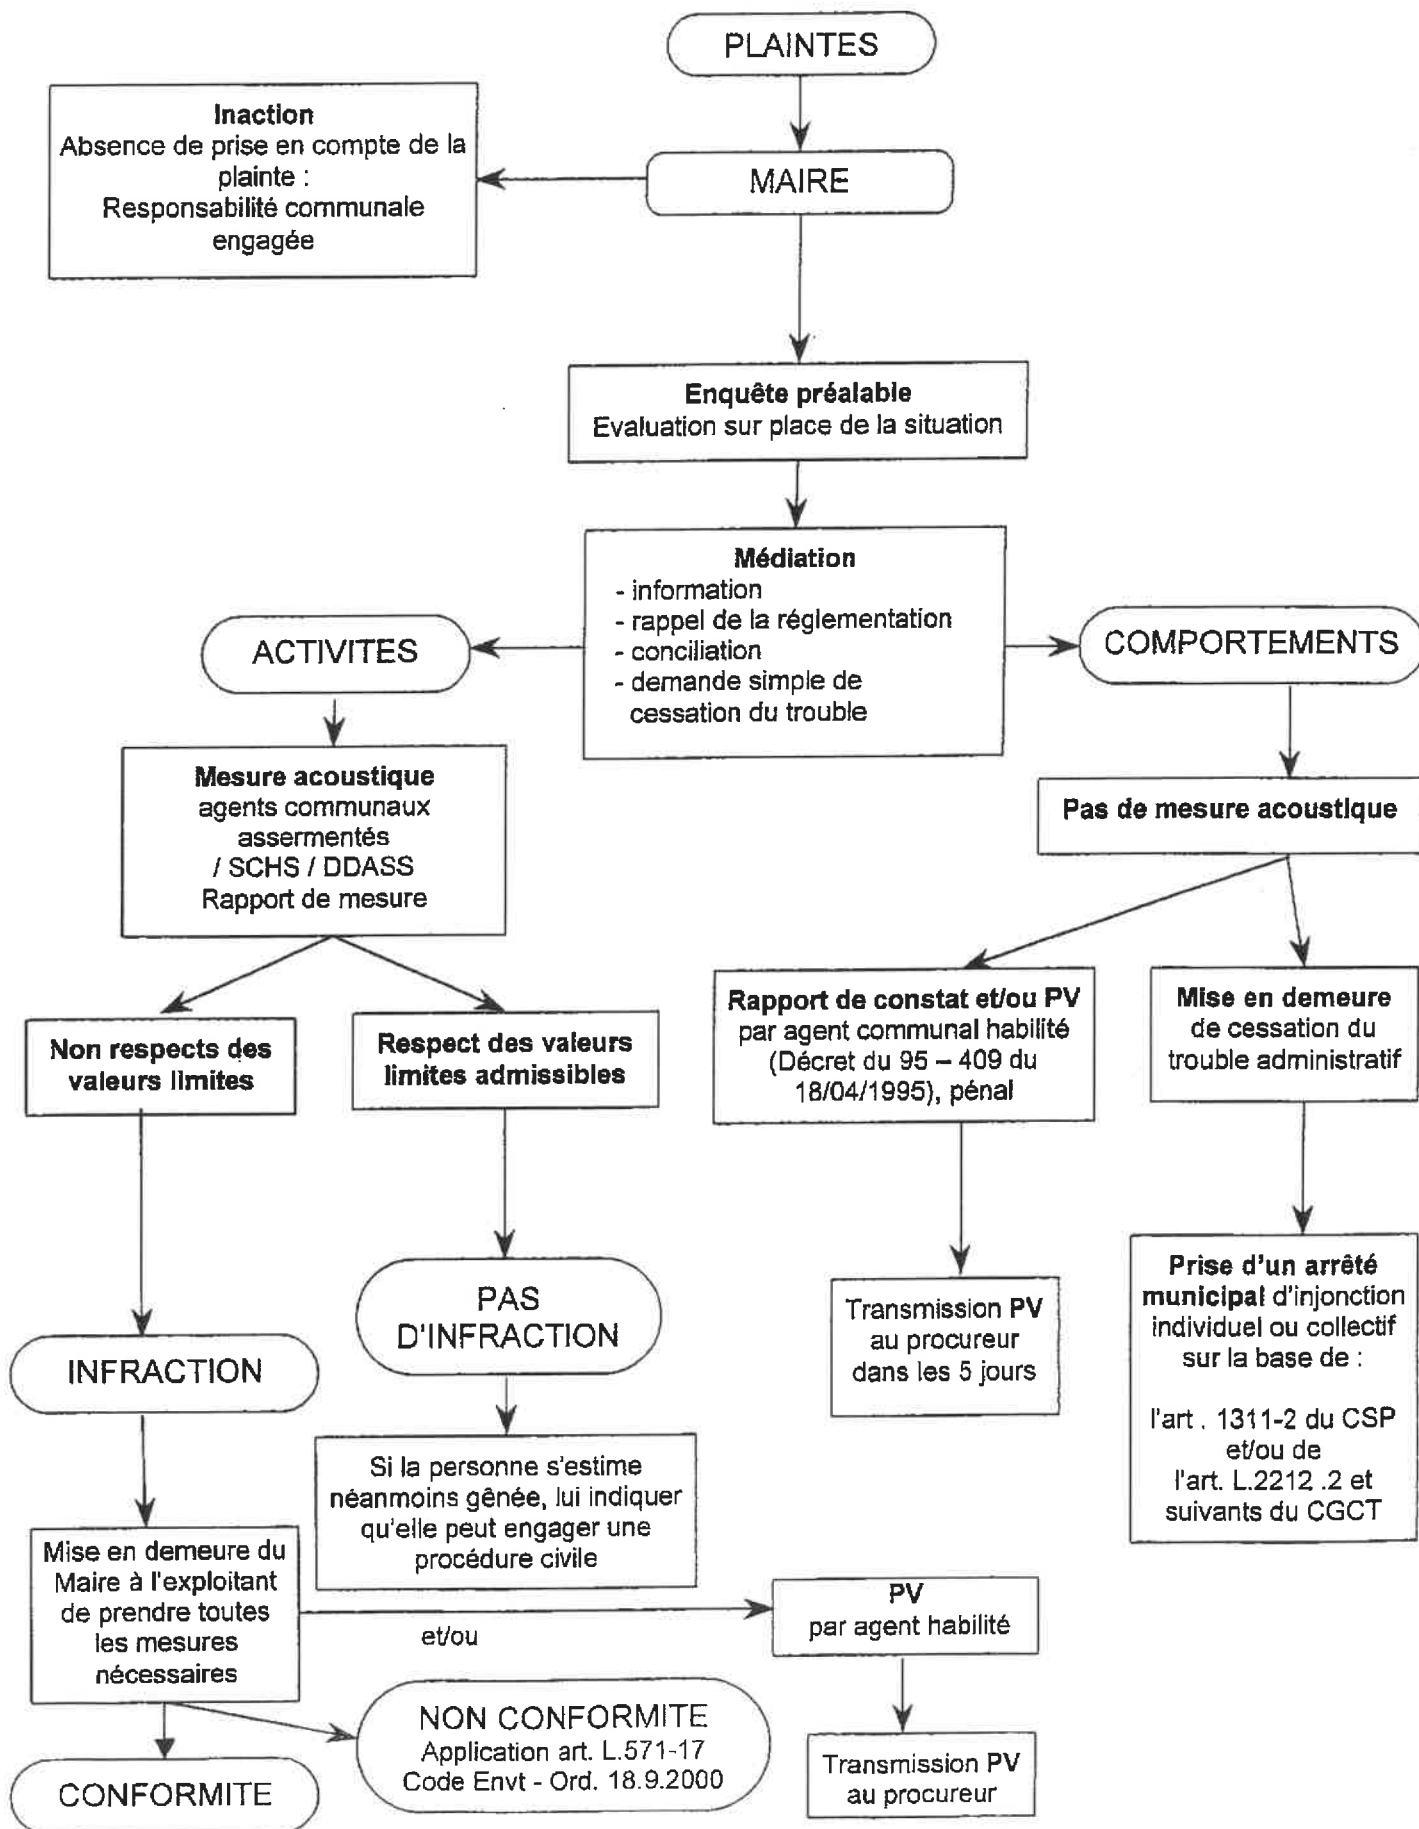 PLAINTES
Inaction
Absence de prise en compte de la
plainte :
Responsabilité communale
engagée
MAIRE
Enquête préalable
Evaluation sur place de la situation
Médiation
- information
- rappel de la réglementation
- conciliation
- demande simple de
cessation du trouble
ACTIVITES
COMPORTEMENTS
Mesure acoustique
agents communaux
assermentés
/ SCHS / DDASS
Rapport de mesure
Pas de mesure acoustique
Non respects des
valeurs limites
Respect des valeurs
limites admissibles
Rapport de constat et/ou PV
par agent communal habilité
(Décret du 95 – 409 du
18/04/1995), pénal
Mise en demeure
de cessation du
trouble administratif
INFRACTION
PAS
D'INFRACTION
Transmission PV
au procureur
dans les 5 jours
Prise d'un arrêté
municipal d'injonction
individuel ou collectif
sur la base de :
l'art . 1311-2 du CSP
et/ou de
l'art. L.2212 .2 et
suivants du CGCT
Si la personne s'estime
néanmoins gênée, lui indiquer
qu'elle peut engager une
procédure civile
Mise en demeure du
Maire à l'exploitant
de prendre toutes
les mesures
nécessaires
et/ou
PV
par agent habilité
NON CONFORMITE
Application art. L.571-17
Code Envt - Ord. 18.9.2000
CONFORMITE
Transmission PV
au procureur